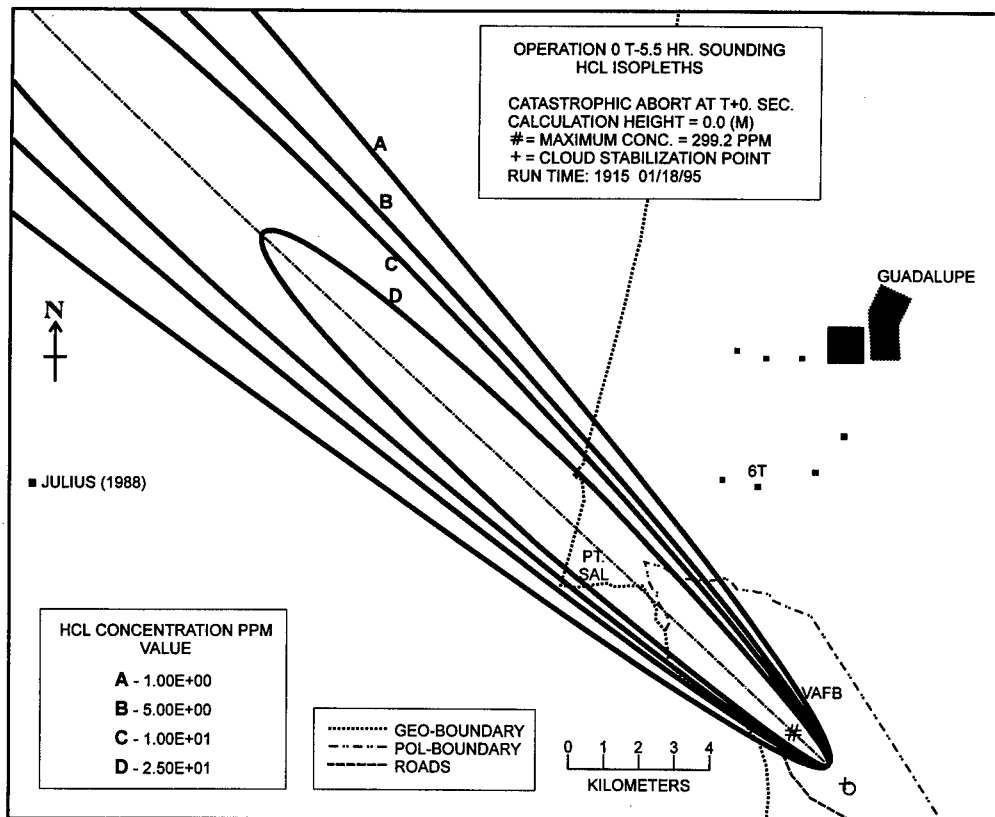 OPERATION 0 T-5.5 HR. SOUNDING
HCL ISOPLETHS
CATASTROPHIC ABORT AT T+0. SEC.
CALCULATION HEIGHT = 0.0 (M)
# = MAXIMUM CONC. = 299.2 PPM
+ = CLOUD STABILIZATION POINT
RUN TIME: 1915 01/18/95
A
B
C
D
GUADALUPE
N
6T
JULIUS (1988)
PT.
SAL
VAFB
#
HCL CONCENTRATION PPM
VALUE
A - 1.00E+00
B - 5.00E+00
C - 1.00E+01
D - 2.50E+01
GEO-BOUNDARY
POL-BOUNDARY
ROADS
0 1 2 3 4
KILOMETERS